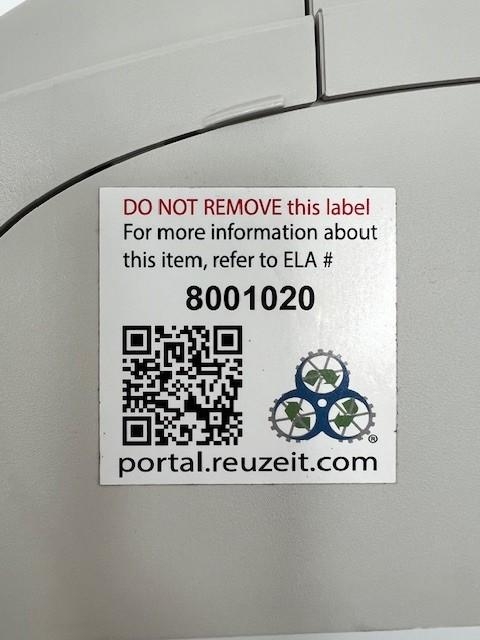 DO NOT REMOVE this label
For more information about
this item, refer to ELA #
8001020
®
portal.reuzeit.com